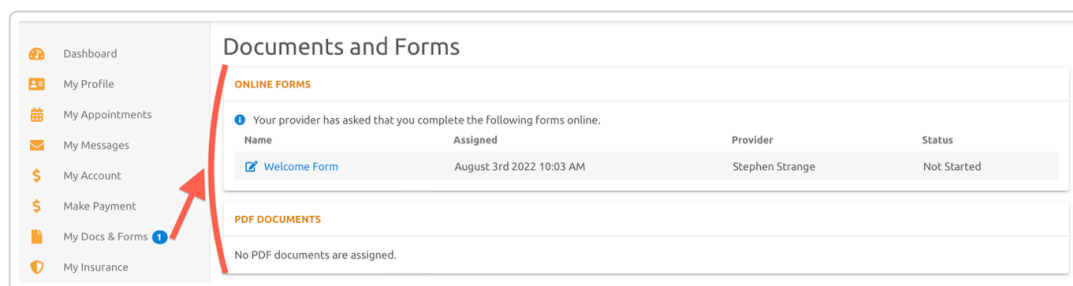 Documents and Forms
Dashboard
My Profile
My Appointments
My Messages
My Account
Make Payment
My Docs & Forms 1
My Insurance
ONLINE FORMS
Your provider has asked that you complete the following forms online.
Name Assigned Provider Status
Welcome Form August 3rd 2022 10:03 AM Stephen Strange Not Started
PDF DOCUMENTS
No PDF documents are assigned.